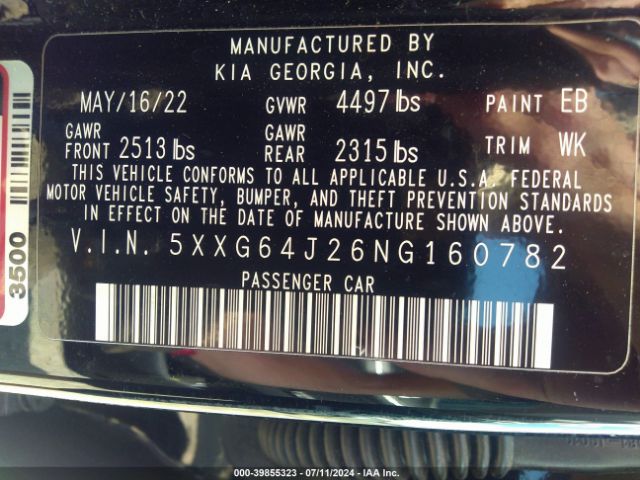 MANUFACTURED BY
KIA GEORGIA, INC.
MAY/16/22 GVWR 4497 lbs PAINT EB
GAWR FRONT 2513 lbs GAWR REAR 2315 lbs TRIM WK
THIS VEHICLE CONFORMS TO ALL APPLICABLE U.S.A. FEDERAL
MOTOR VEHICLE SAFETY, BUMPER, AND THEFT PREVENTION STANDARDS
IN EFFECT ON THE DATE OF MANUFACTURE SHOWN ABOVE.
V.I.N. 5XXG64J26NG160782
PASSENGER CAR
3500
000-39855323 - 07/11/2024 - IAA Inc.